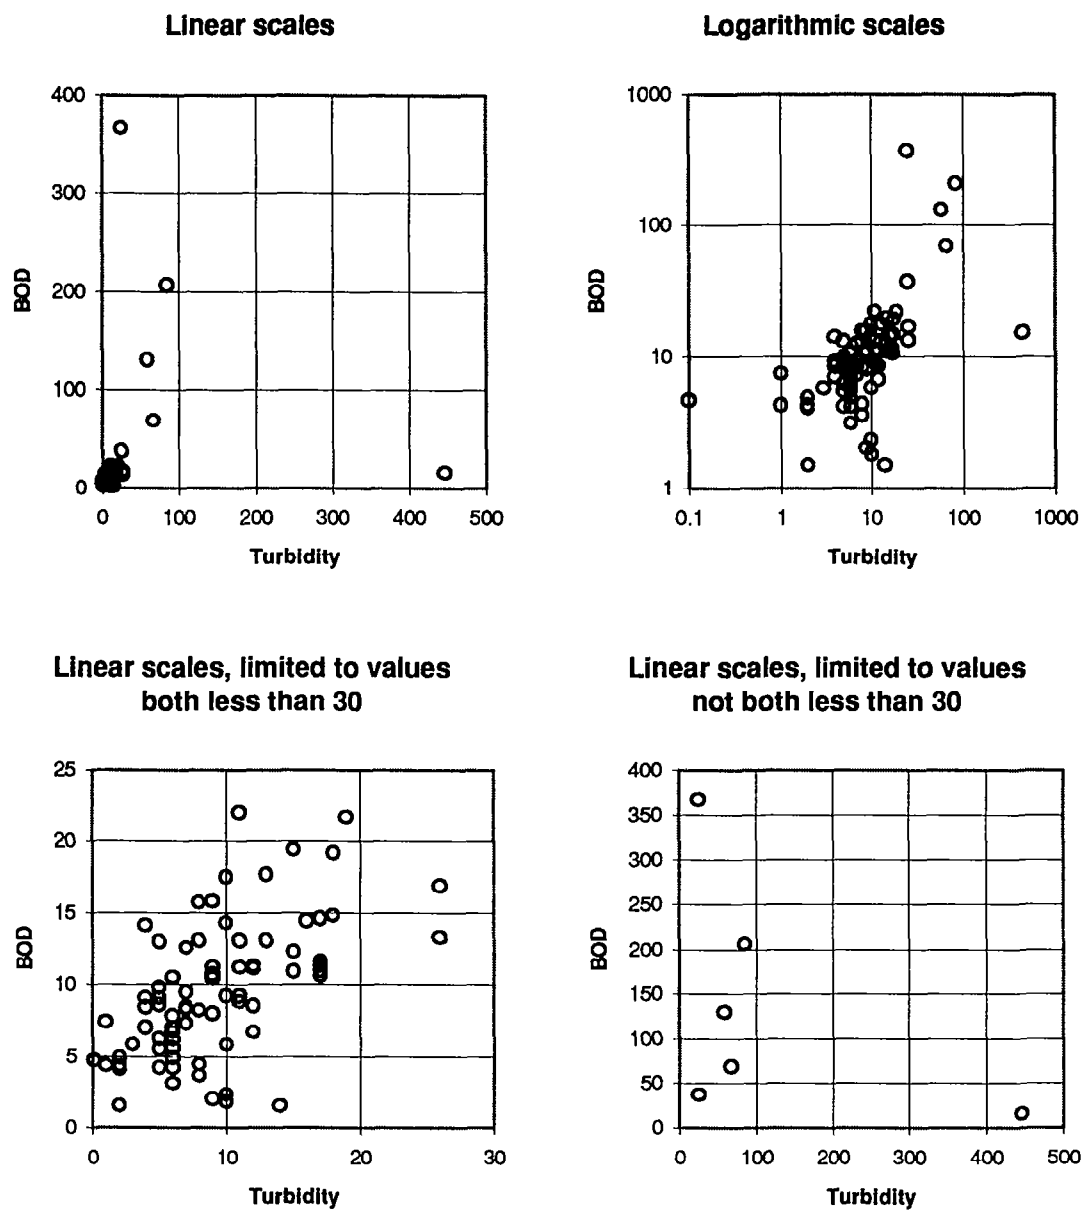 Linear scales
400
300
200
100
0
BOD
0 100 200 300 400 500
Turbidity
Logarithmic scales
1000
100
10
1
BOD
0.1 1 10 100 1000
Turbidity
Linear scales, limited to values
both less than 30
25
20
15
10
5
0
BOD
0 10 20 30
Turbidity
Linear scales, limited to values
not both less than 30
400
350
300
250
200
150
100
50
0
BOD
0 100 200 300 400 500
Turbidity